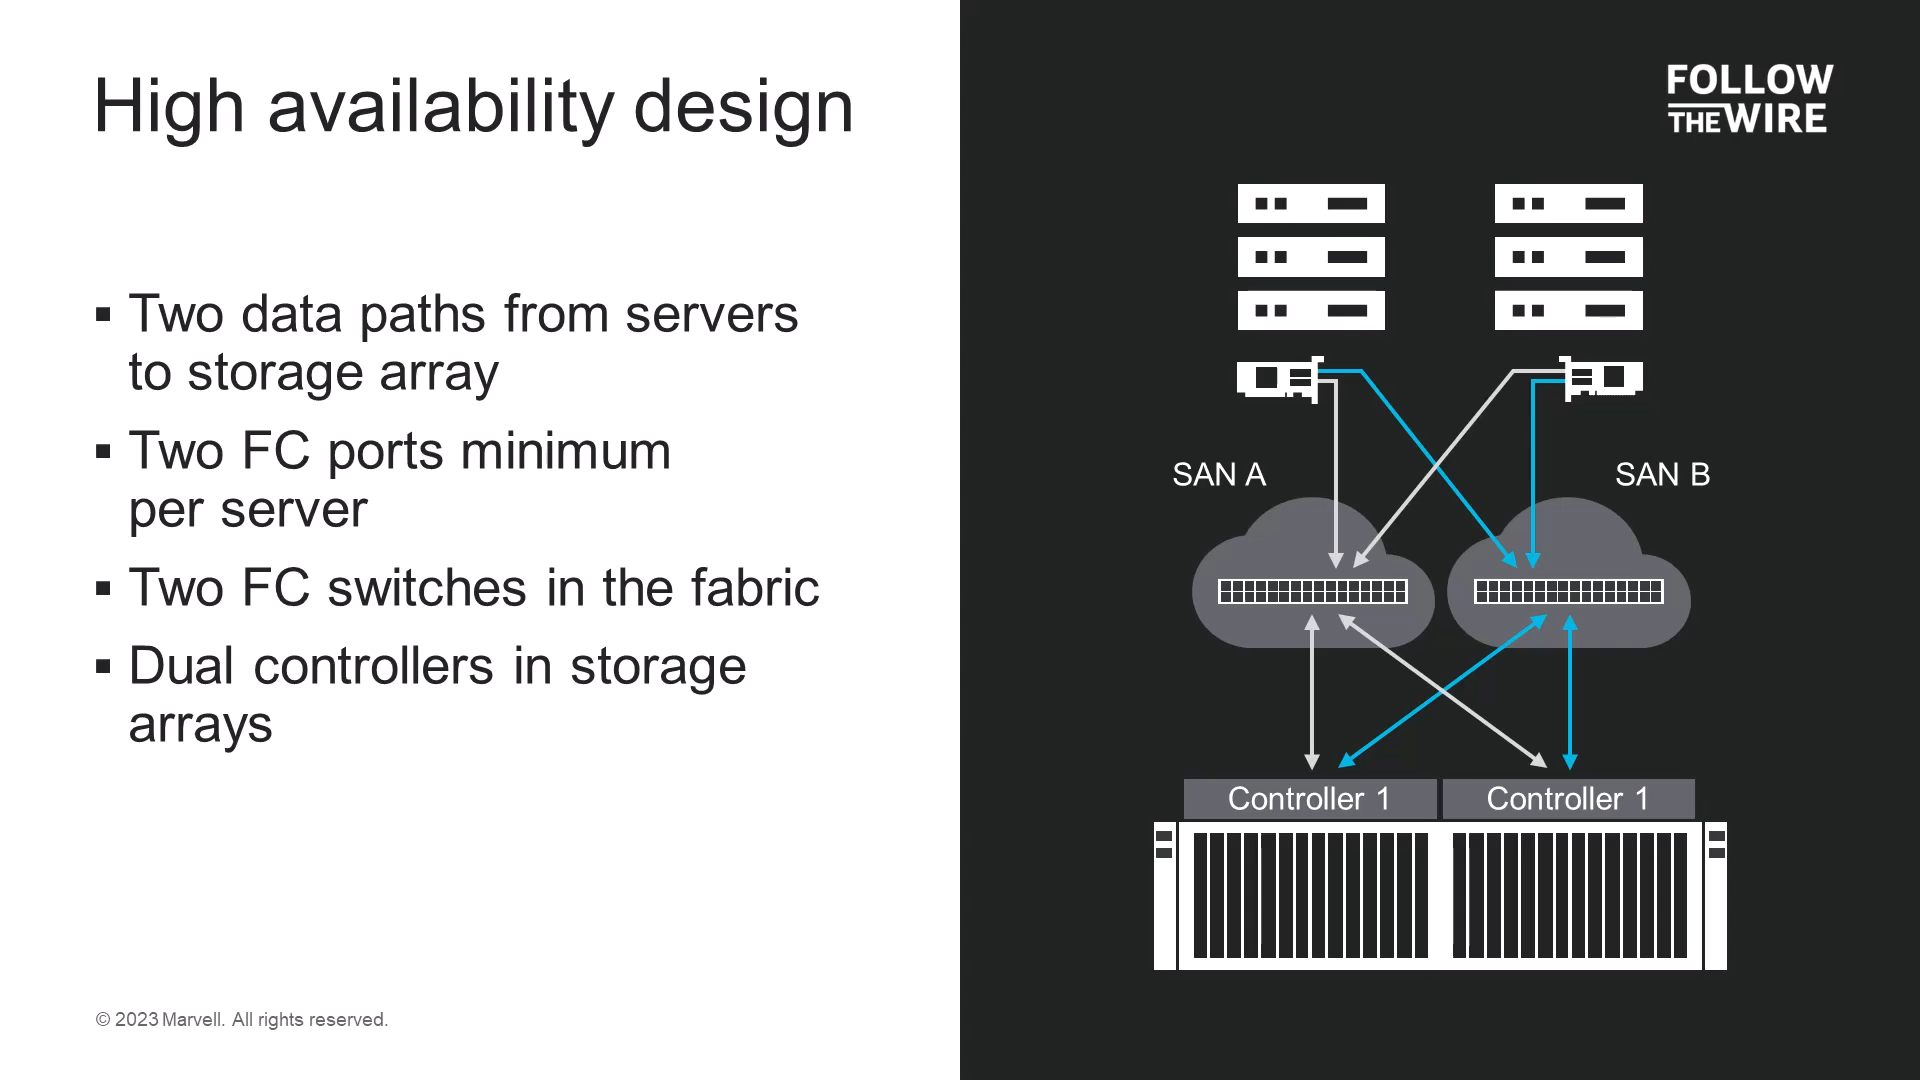 High availability design
▪ Two data paths from servers
to storage array
▪ Two FC ports minimum
per server
▪ Two FC switches in the fabric
▪ Dual controllers in storage
arrays
© 2023 Marvell. All rights reserved.
FOLLOW
THE WIRE
SAN A
SAN B
Controller 1
Controller 1